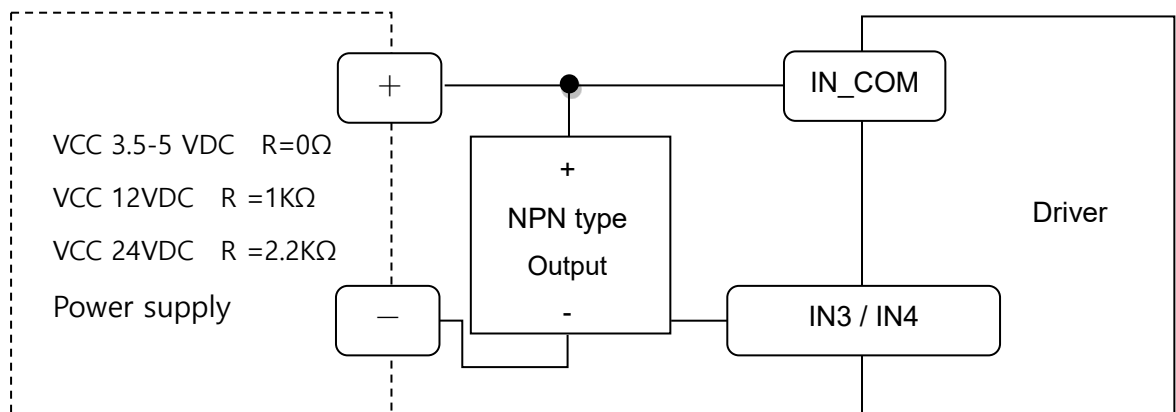 +
IN_COM
VCC 3.5-5 VDC R=0Ω
VCC 12VDC R =1KΩ
VCC 24VDC R =2.2KΩ
Power supply
+
NPN type
Output
-
Driver
−
IN3 / IN4